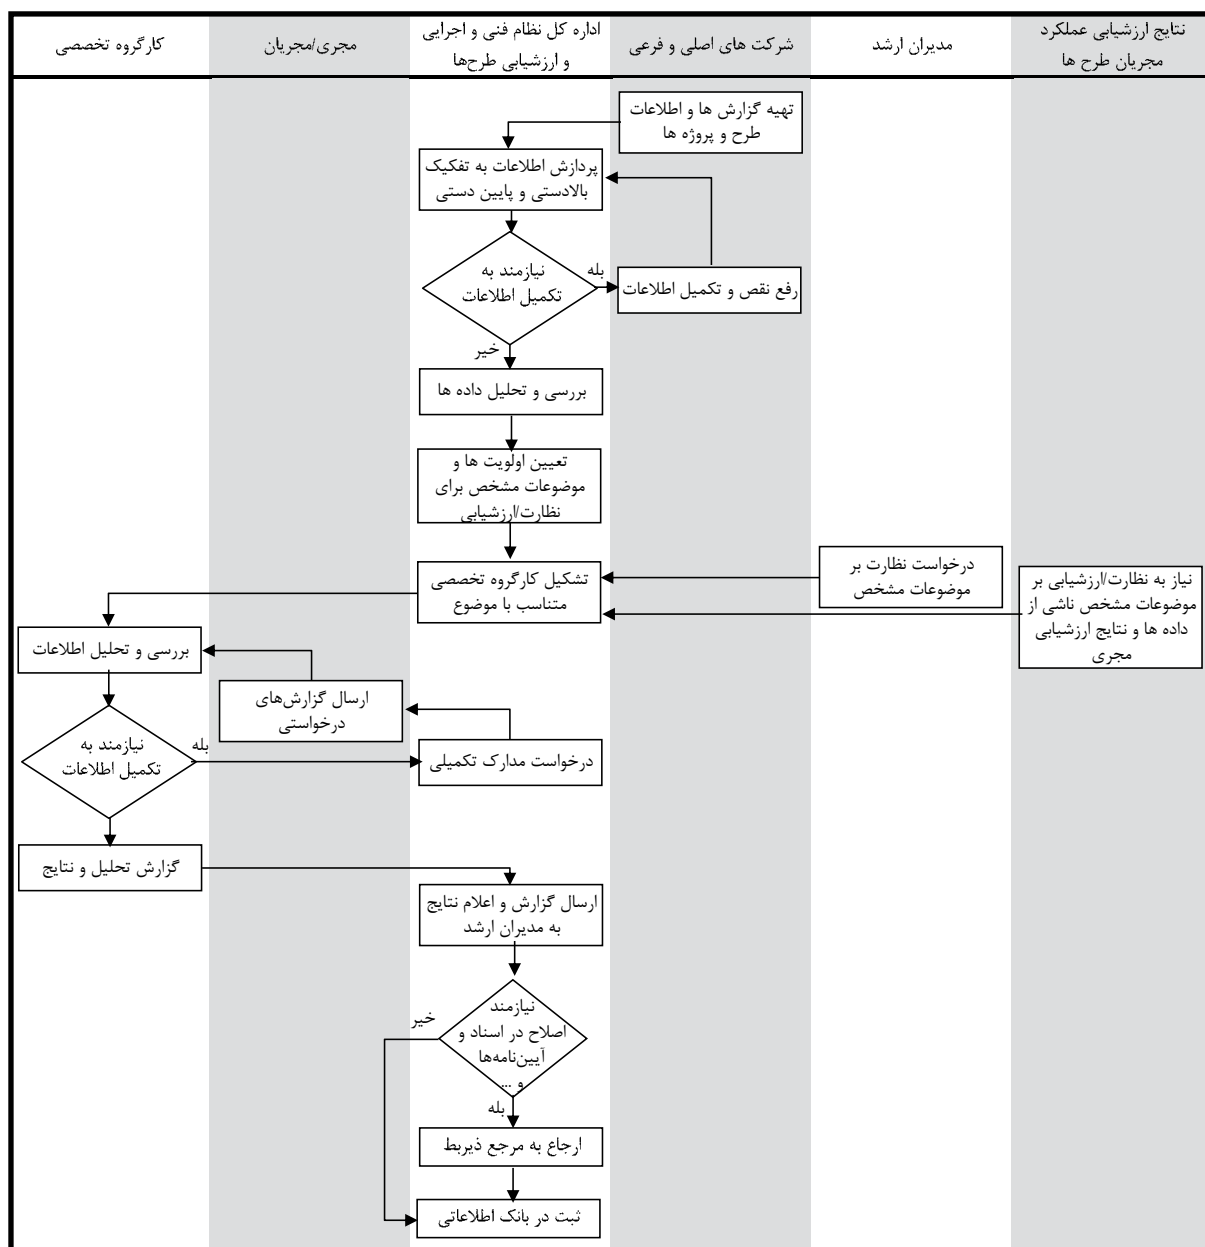 نتایج ارزشیابی عملکرد
مجریان طرح ها
مدیران ارشد
شرکت های اصلی و فرعی
اداره کل نظام فنی و اجرایی
و ارزشیابی طرح‌ها
مجری/مجریان
کارگروه تخصصی
تهیه گزارش ها و اطلاعات
طرح و پروژه ها
پردازش اطلاعات به تفکیک
بالادستی و پایین دستی
نیازمند به
تکمیل اطلاعات
بله
رفع نقص و تکمیل اطلاعات
خیر
بررسی و تحلیل داده ها
تعیین اولویت ها و
موضوعات مشخص برای
نظارت/ارزشیابی
درخواست نظارت بر
موضوعات مشخص
نیاز به نظارت/ارزشیابی بر
موضوعات مشخص ناشی از
داده ها و نتایج ارزشیابی
مجری
تشکیل کارگروه تخصصی
متناسب با موضوع
بررسی و تحلیل اطلاعات
ارسال گزارش‌های
درخواستی
نیازمند به
تکمیل اطلاعات
بله
درخواست مدارک تکمیلی
گزارش تحلیل و نتایج
ارسال گزارش و اعلام نتایج
به مدیران ارشد
نیازمند
اصلاح در اسناد و
آیین‌نامه‌ها
و ...
خیر
بله
ارجاع به مرجع ذیربط
ثبت در بانک اطلاعاتی